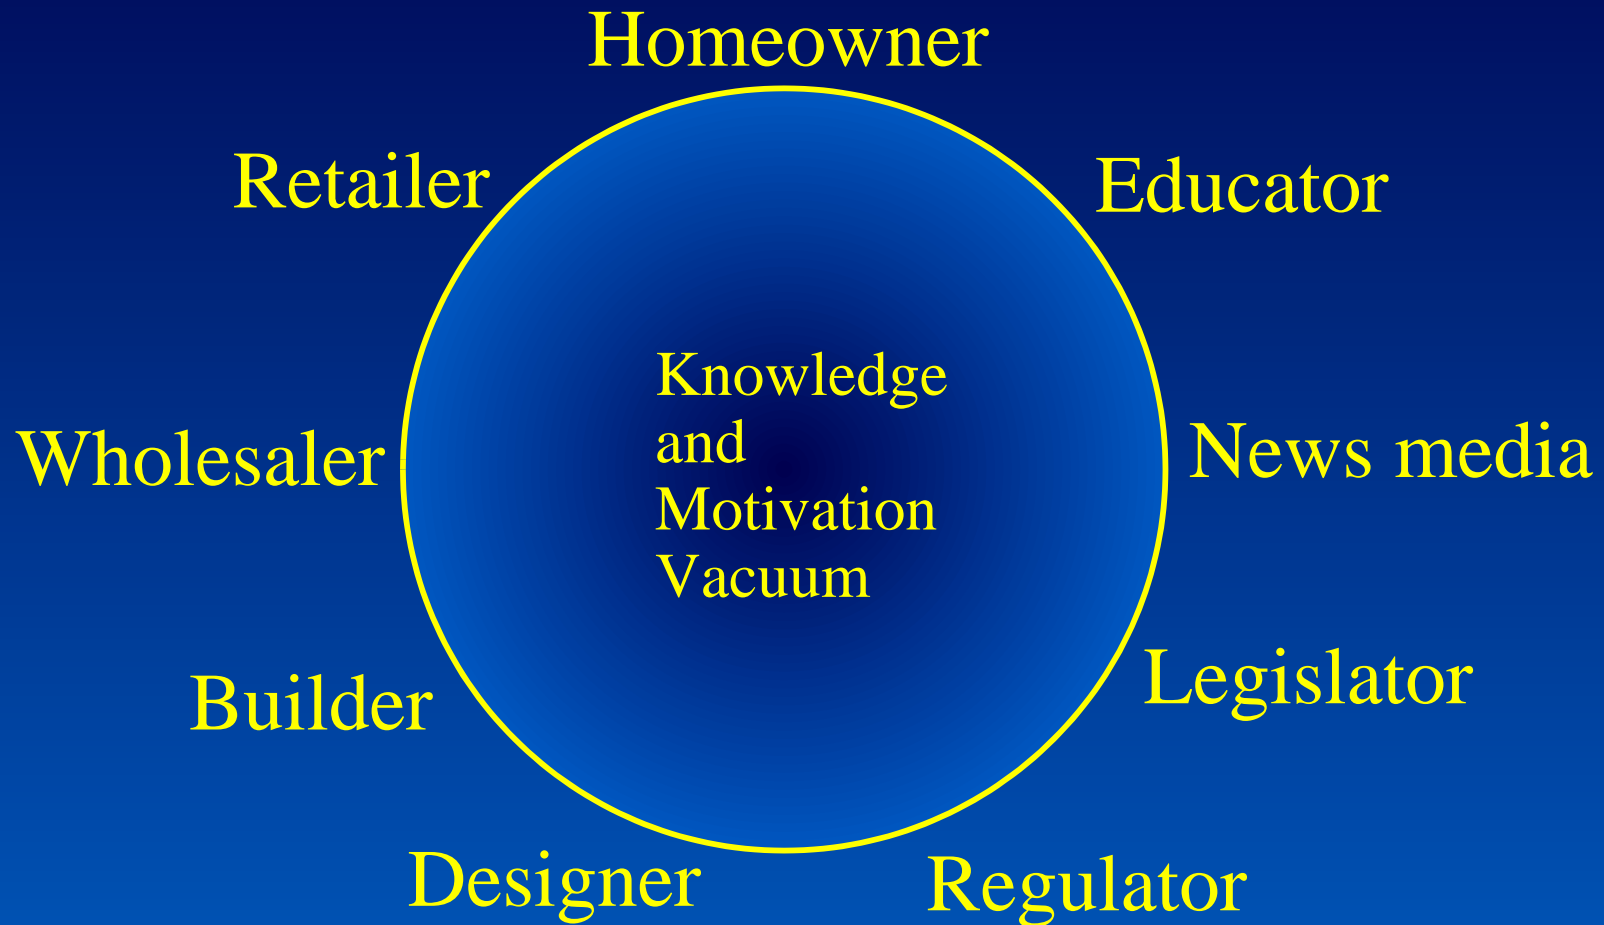 Homeowner
Retailer
Educator
Knowledge
and
Motivation
Vacuum
Wholesaler
News media
Builder
Legislator
Designer
Regulator